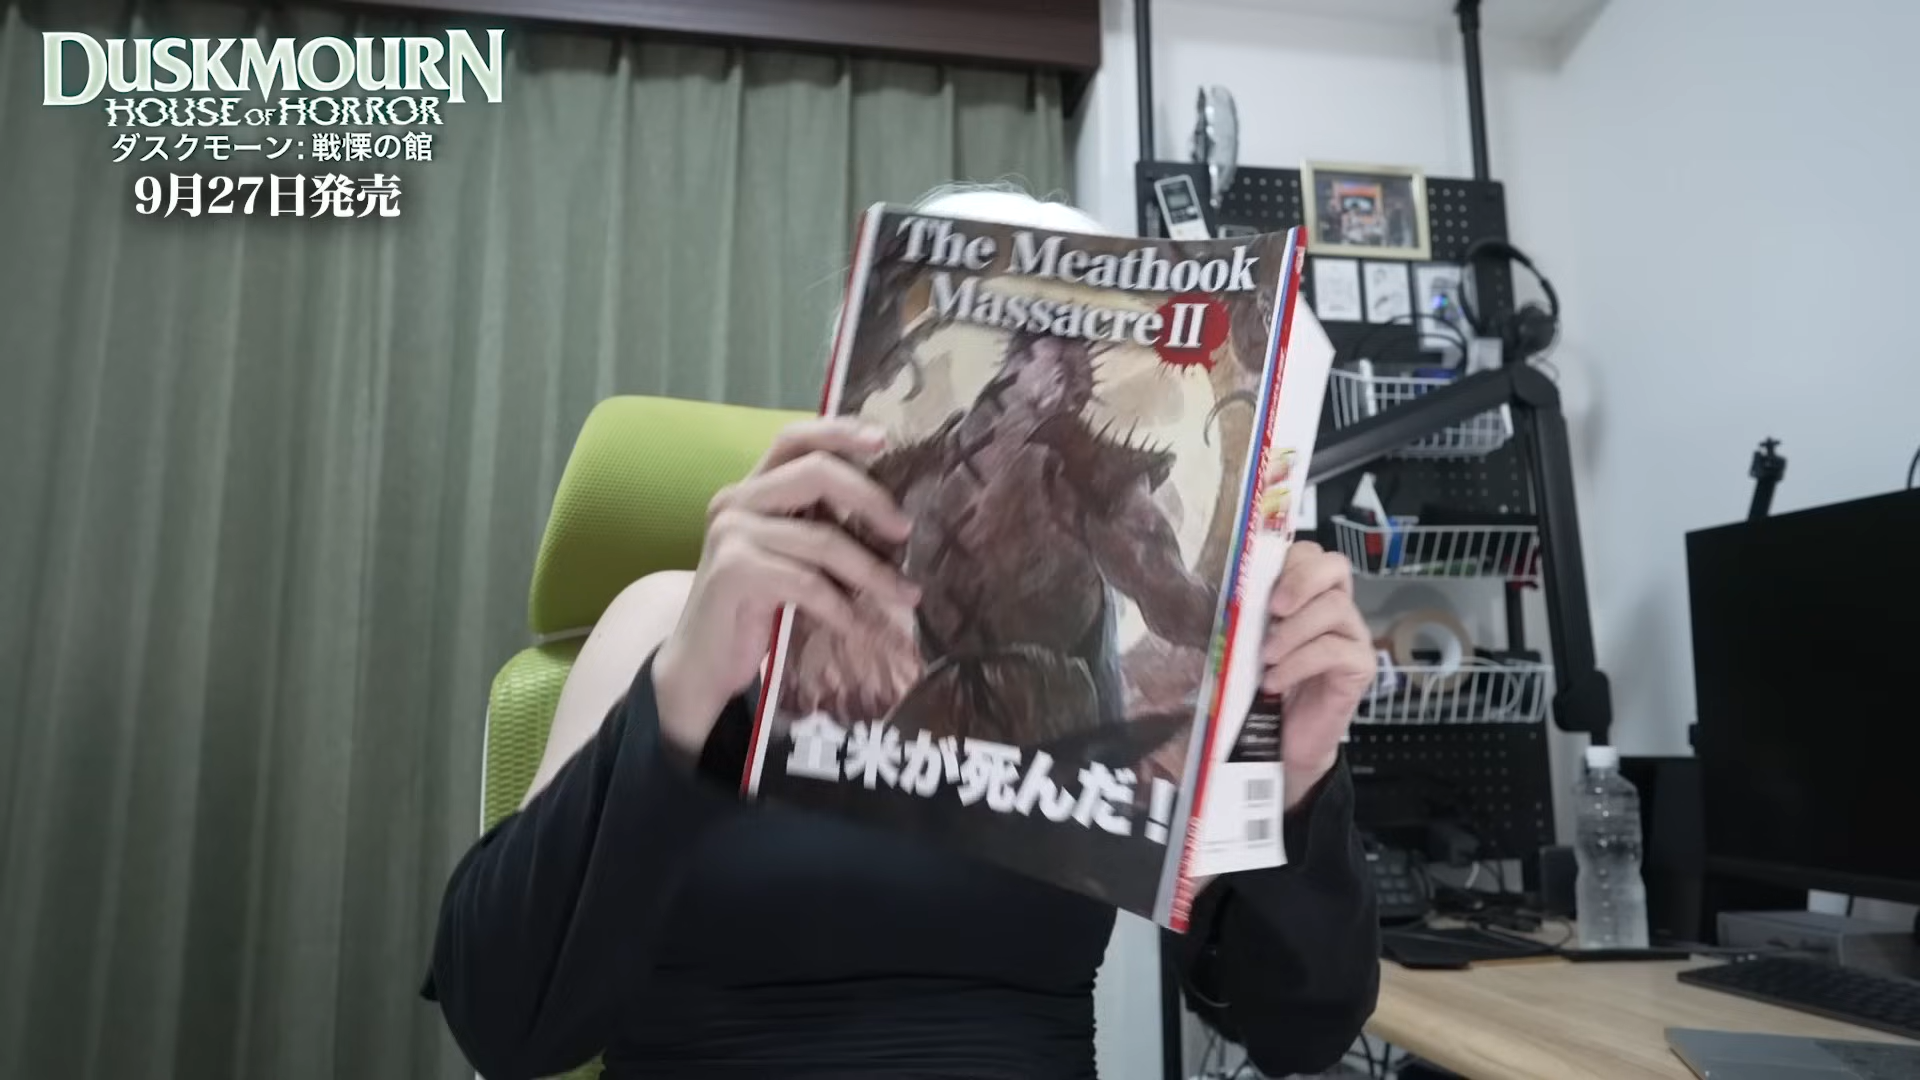 DUSKMOURN
HOUSE OF HORROR
ダスクモーン:戦慄の館
9月27日発売
The Meathook
Massacre II
全米が死んだ!